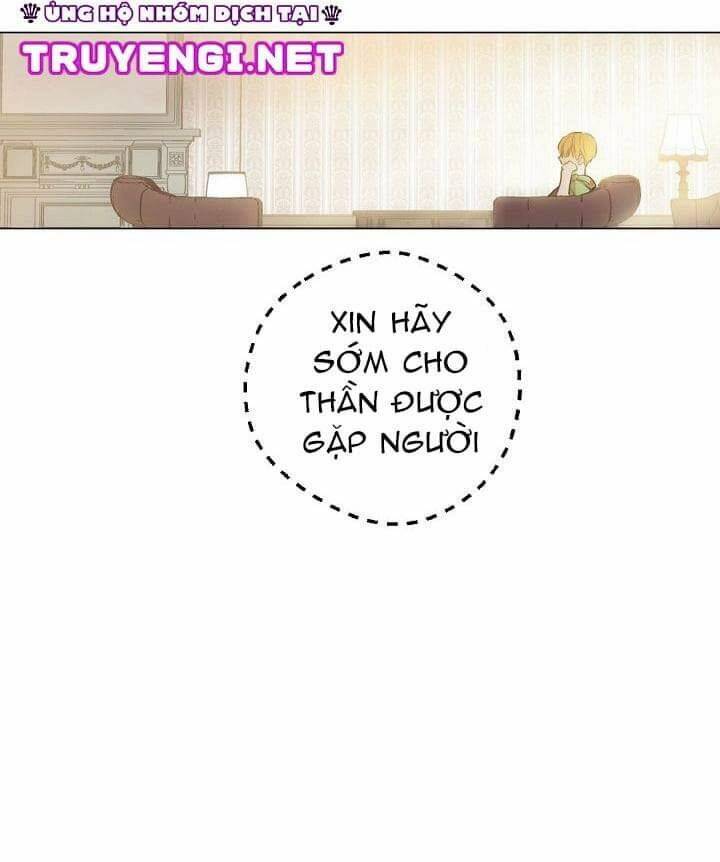 ỦNG HỘ NHÓM DỊCH TẠI
TRUYENGI.NET
XIN HÃY
SỚM CHO
THẦN ĐƯỢC
GẶP NGƯỜI